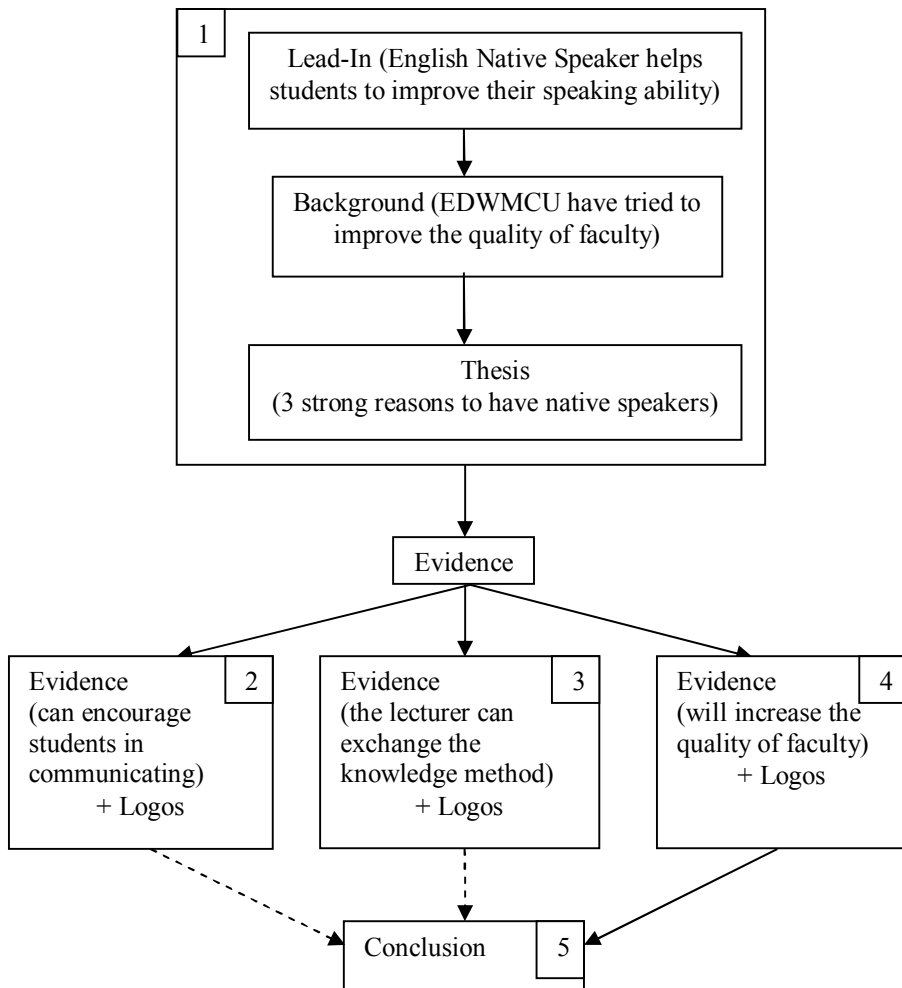 1
Lead-In (English Native Speaker helps
students to improve their speaking ability)
Background (EDWMCU have tried to
improve the quality of faculty)
Thesis
(3 strong reasons to have native speakers)
Evidence
2
Evidence
(can encourage
students in
communicating)
+ Logos
3
Evidence
(the lecturer can
exchange the
knowledge method)
+ Logos
4
Evidence
(will increase the
quality of faculty)
+ Logos
Conclusion
5